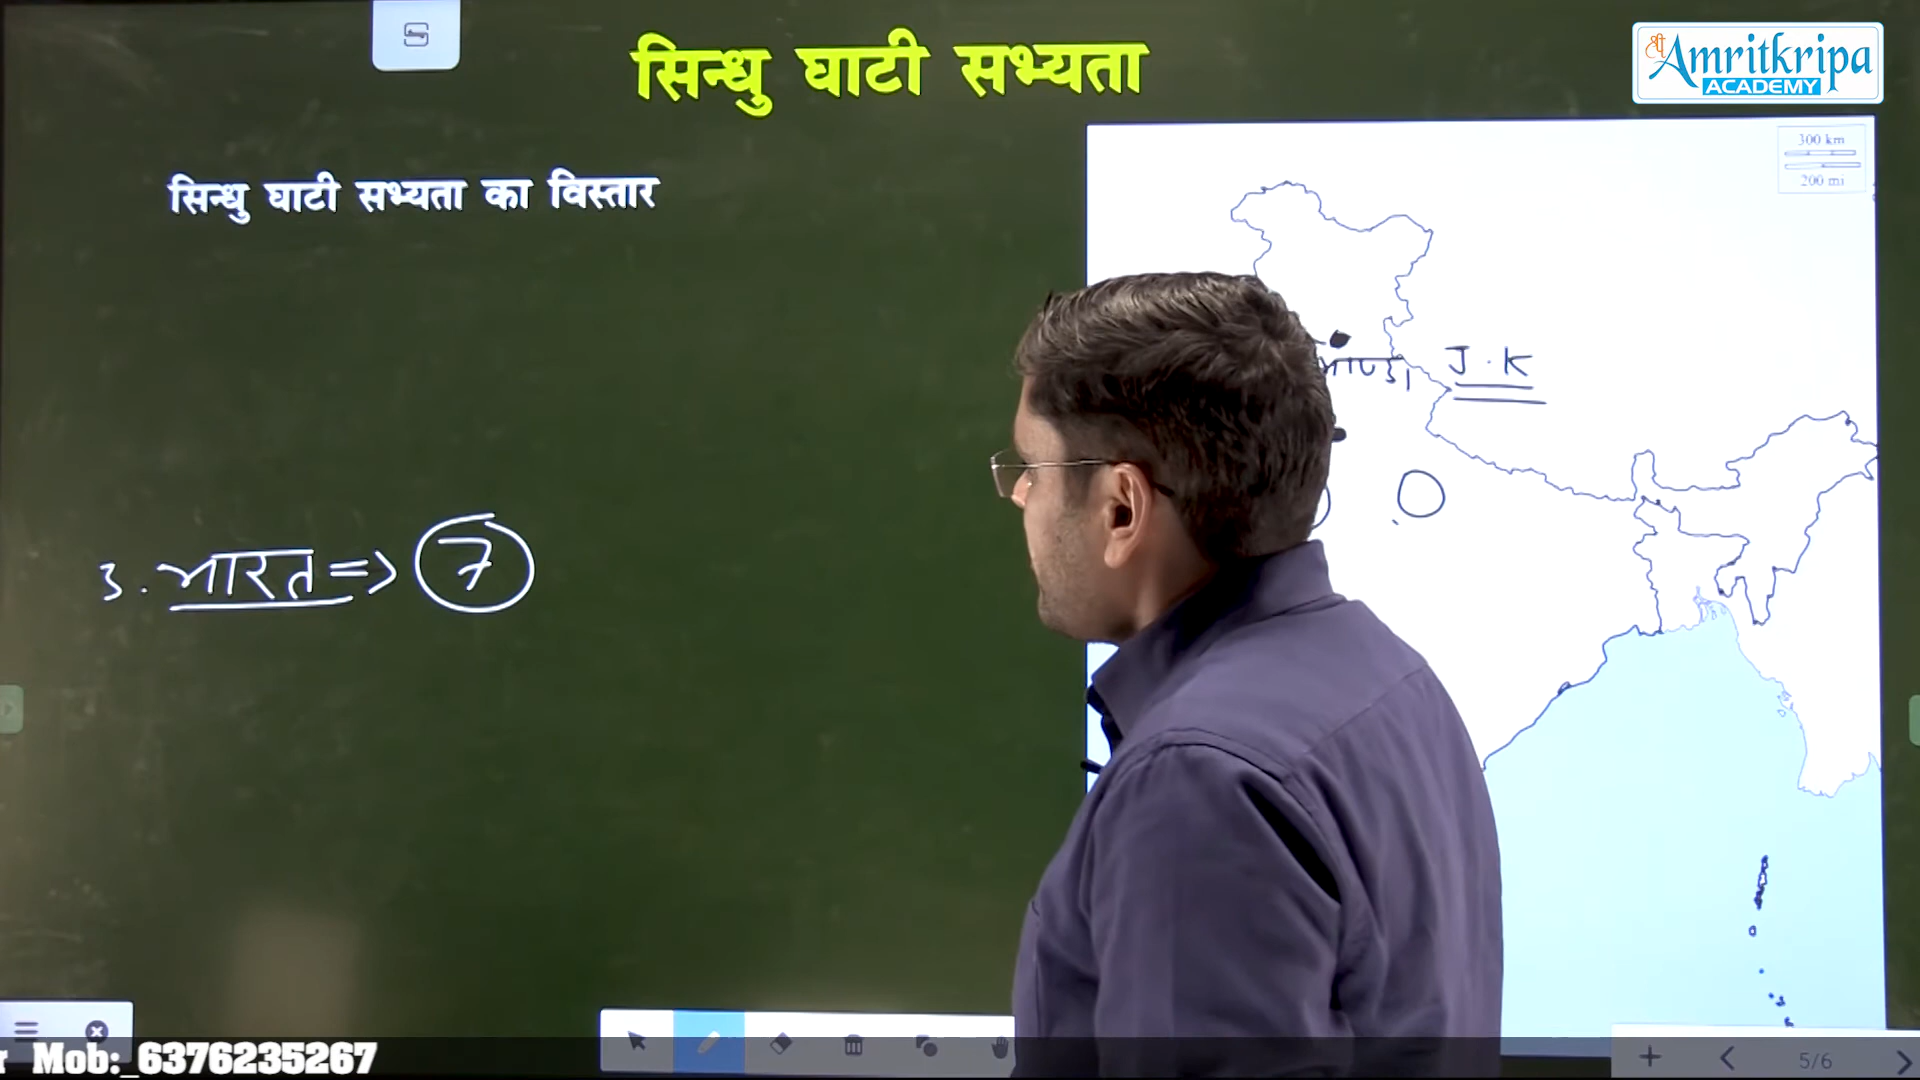 सिन्धु घाटी सभ्यता
श्री
Amritkripa
ACADEMY
300 km
200 mi
सिन्धु घाटी सभ्यता का विस्तार
J.K
3. भारत => 7
Mob:_6376235267
5/6